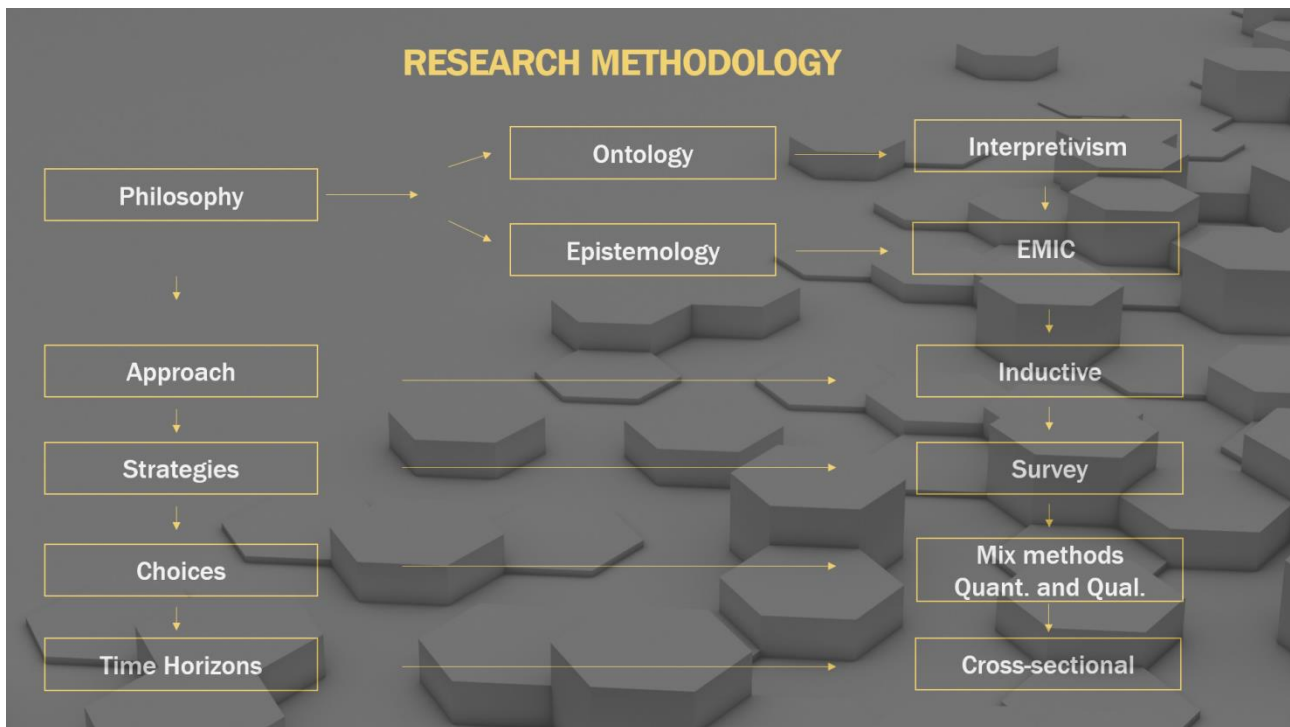 RESEARCH METHODOLOGY
Philosophy
Ontology
Interpretivism
Epistemology
EMIC
Approach
Inductive
Strategies
Survey
Choices
Mix methods
Quant. and Qual.
Time Horizons
Cross-sectional